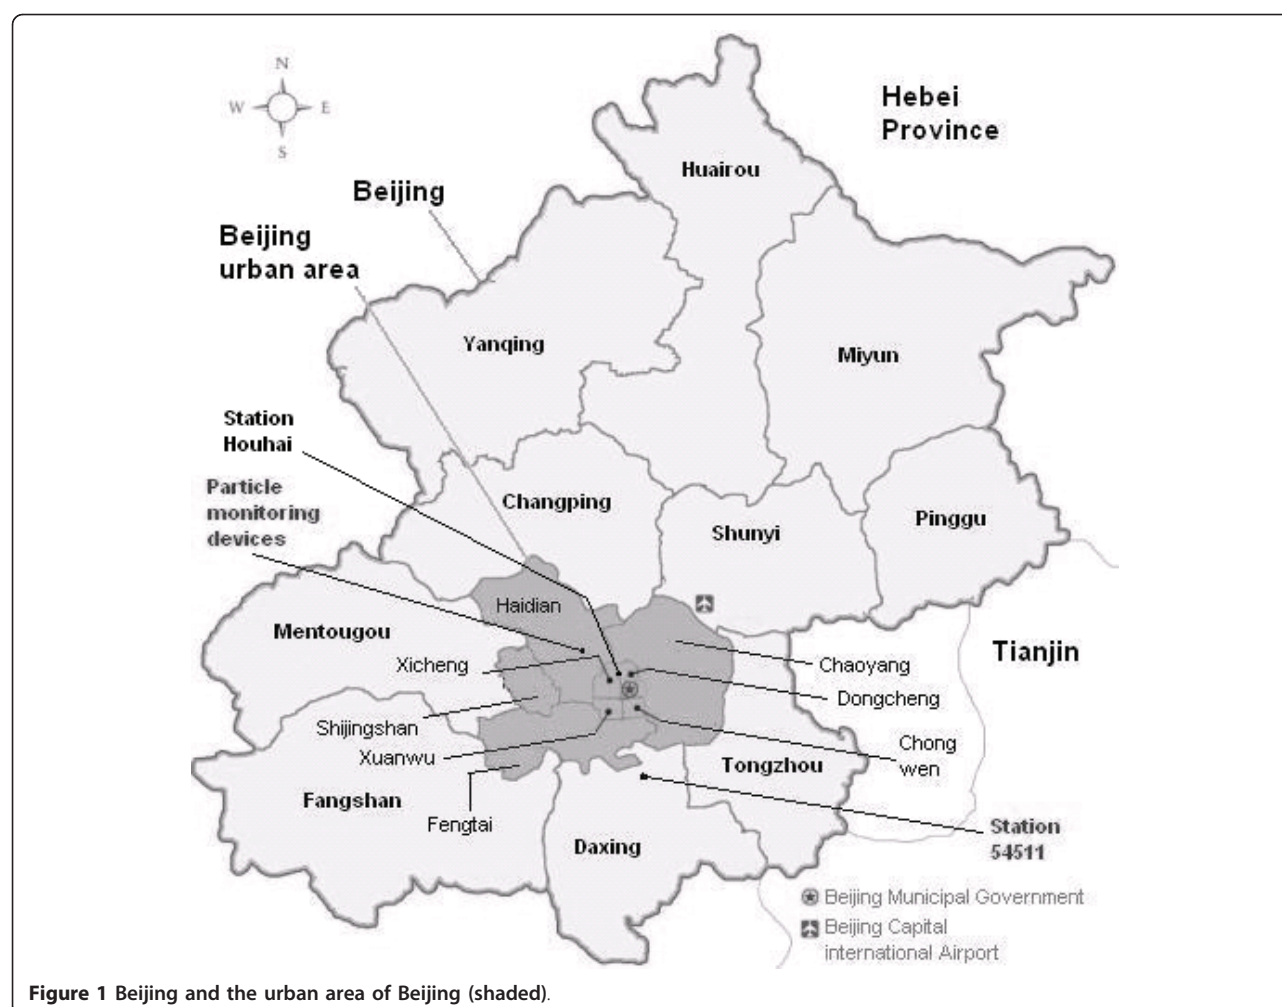 N
W
E
S
Hebei
Province
Huairou
Beijing
Beijing
urban area
Yanqing
Miyun
Station
Houhai
Particle
monitoring
devices
Changping
Shunyi
Pinggu
Haidian
Mentougou
Xicheng
Chaoyang
Tianjin
Dongcheng
Shijingshan
Xuanwu
Chong
wen
Tongzhou
Fangshan
Fengtai
Daxing
Station
54511
Beijing Municipal Government
Beijing Capital
international Airport
Figure 1 Beijing and the urban area of Beijing (shaded).